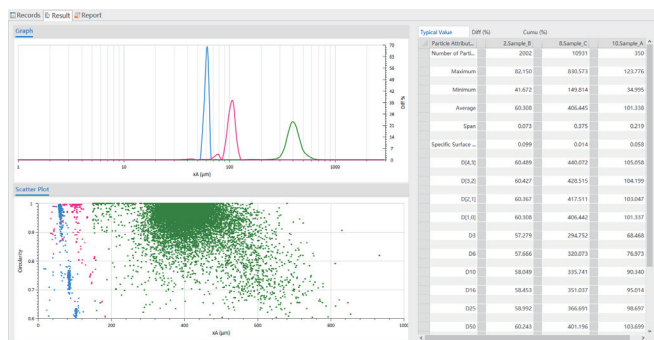 Records Result Report
Graph
70
63
56
49
42
35
28
21
14
7
0
Diff %
1 10 100 1000
xA (μm)
Scatter Plot
1
0.9
0.8
0.7
0.6
Circularity
0 200 400 600 800 1000
xA (μm)
Typical Value Diff (%) Cumu (%)
Particle Attribut... 2.Sample_B 8.Sample_C 10.Sample_A
Number of Parti... 2002 10931 350
Maximum 82.150 830.573 123.776
Minimum 41.672 149.814 34.995
Average 60.308 406.445 101.338
Span 0.073 0.375 0.219
Specific Surface ... 0.099 0.014 0.058
D[4,3] 60.489 440.072 105.058
D[3,2] 60.427 428.515 104.199
D[2,1] 60.367 417.511 103.047
D[1,0] 60.308 406.442 101.337
D3 57.279 294.752 68.468
D6 57.666 320.073 76.973
D10 58.049 335.741 90.340
D16 58.453 351.037 95.014
D25 58.992 366.691 98.697
D50 60.243 401.196 103.699